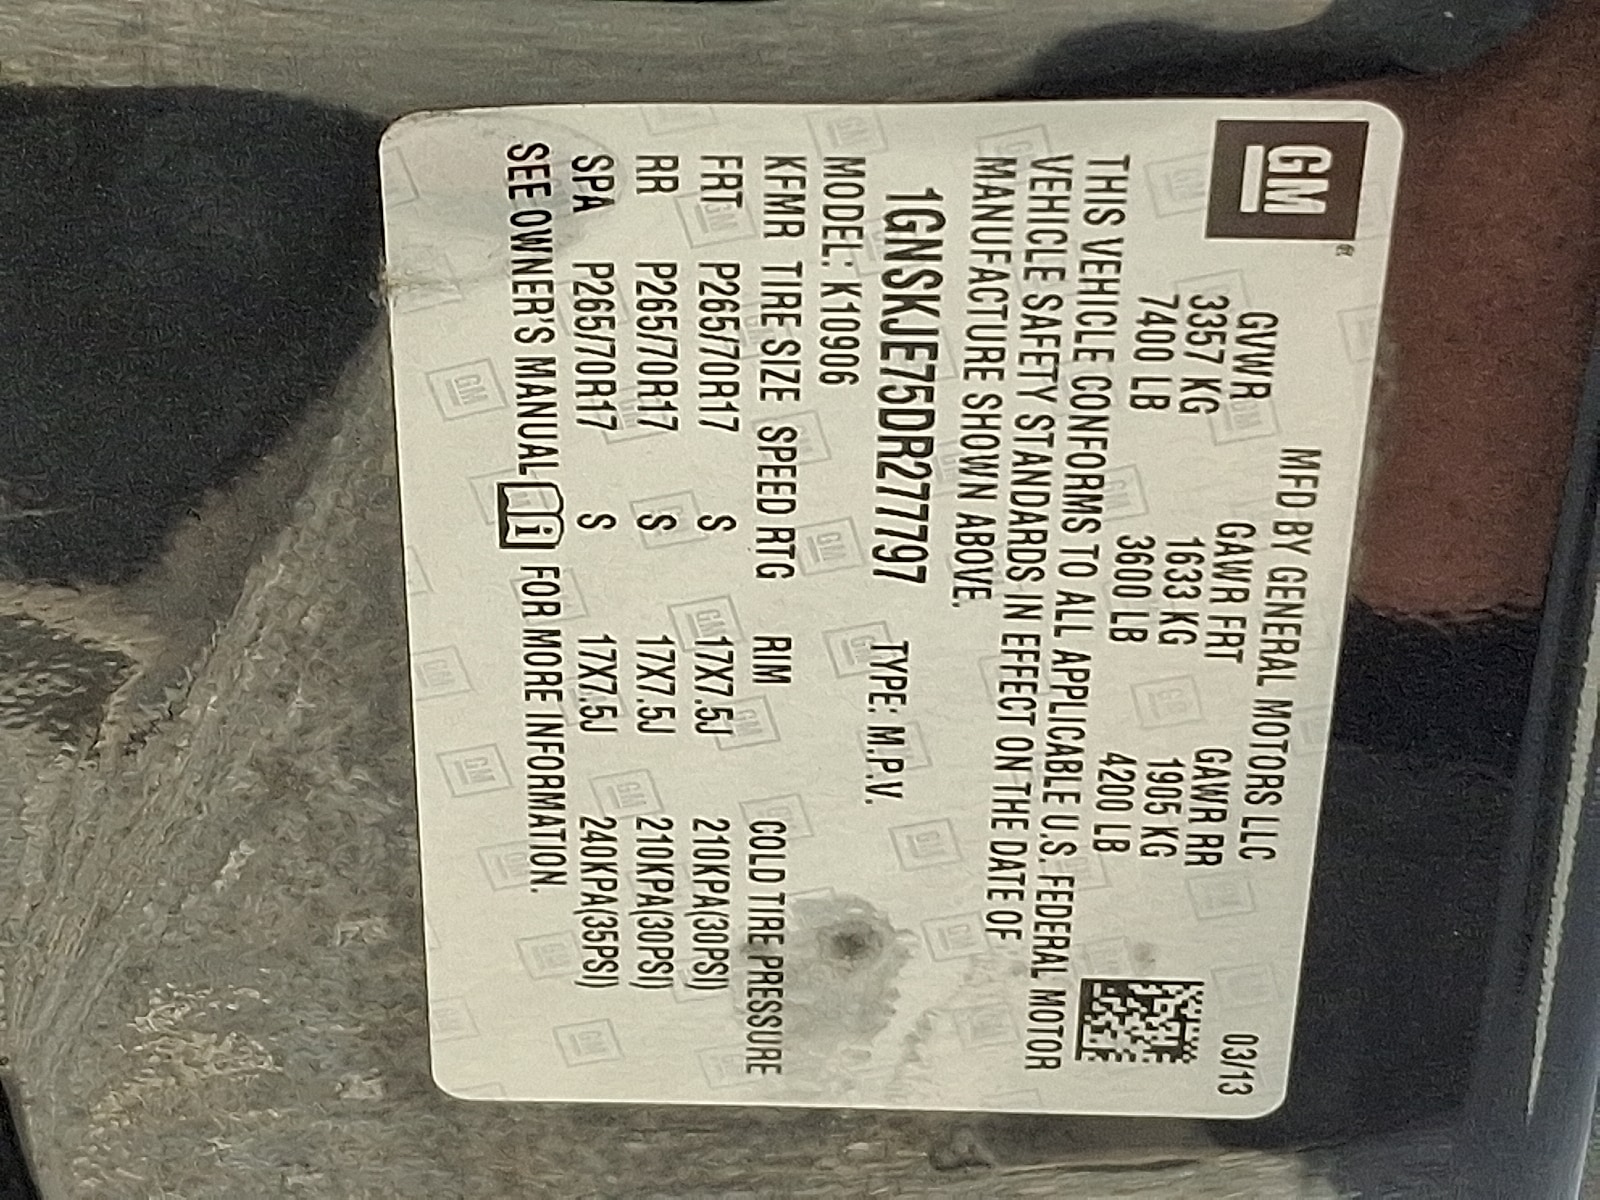 GM
MFD BY GENERAL MOTORS LLC 03/13
GVWR GAWR FRT GAWR RR
3357 KG 1633 KG 1905 KG
7400 LB 3600 LB 4200 LB
THIS VEHICLE CONFORMS TO ALL APPLICABLE U.S. FEDERAL MOTOR
VEHICLE SAFETY STANDARDS IN EFFECT ON THE DATE OF
MANUFACTURE SHOWN ABOVE.
1GNSKJE75DR277797 TYPE: M.P.V.
MODEL: K10906
KFMR TIRE SIZE SPEED RTG RIM COLD TIRE PRESSURE
FRT P265/70R17 S 17X7.5J 210KPA(30PSI)
RR P265/70R17 S 17X7.5J 210KPA(30PSI)
SPA P265/70R17 S 17X7.5J 240KPA(35PSI)
SEE OWNER'S MANUAL i FOR MORE INFORMATION.